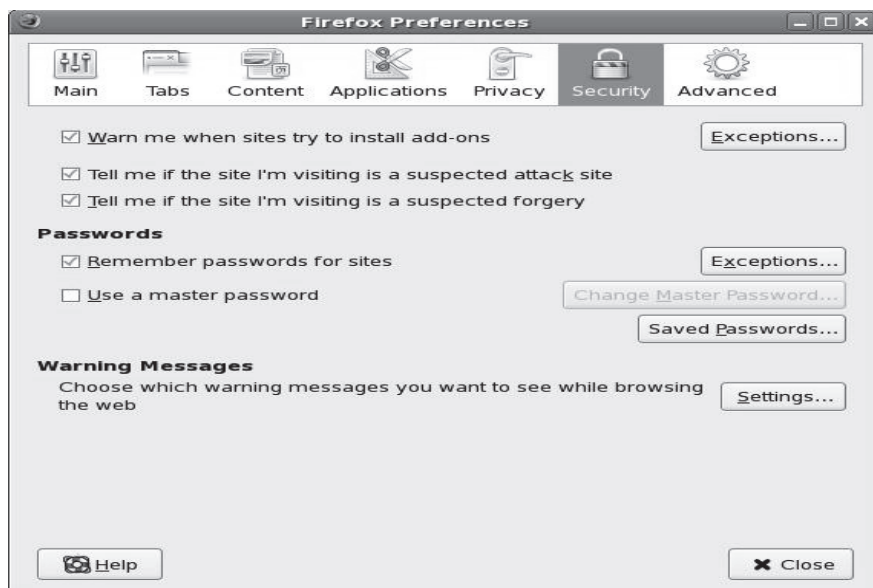 Firefox Preferences
Main Tabs Content Applications Privacy Security Advanced
Warn me when sites try to install add-ons Exceptions...
Tell me if the site I'm visiting is a suspected attack site
Tell me if the site I'm visiting is a suspected forgery
Passwords
Remember passwords for sites Exceptions...
Use a master password Change Master Password...
Saved Passwords...
Warning Messages
Choose which warning messages you want to see while browsing
the web Settings...
Help Close